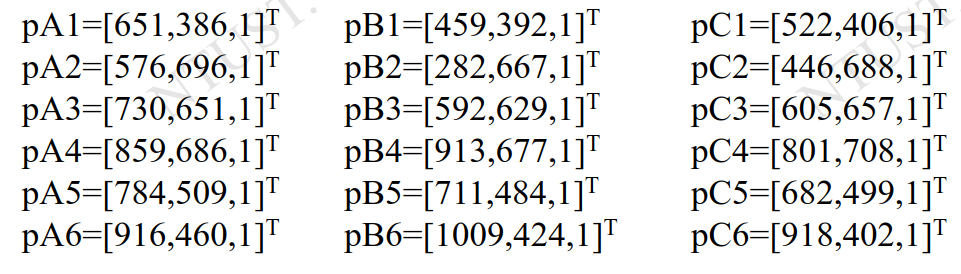 pA1=[651,386,1]ᵀ pB1=[459,392,1]ᵀ pC1=[522,406,1]ᵀ
pA2=[576,696,1]ᵀ pB2=[282,667,1]ᵀ pC2=[446,688,1]ᵀ
pA3=[730,651,1]ᵀ pB3=[592,629,1]ᵀ pC3=[605,657,1]ᵀ
pA4=[859,686,1]ᵀ pB4=[913,677,1]ᵀ pC4=[801,708,1]ᵀ
pA5=[784,509,1]ᵀ pB5=[711,484,1]ᵀ pC5=[682,499,1]ᵀ
pA6=[916,460,1]ᵀ pB6=[1009,424,1]ᵀ pC6=[918,402,1]ᵀ
NTUST.
NTUST